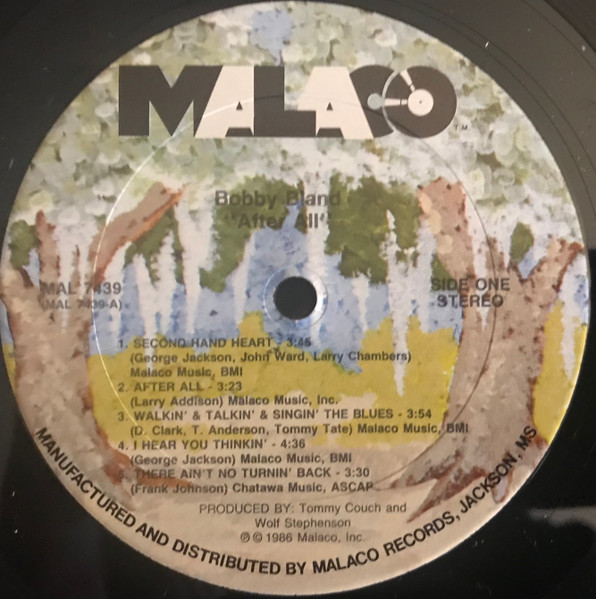 MALACO
TM
Bobby Bland
"After All"
MAL 7439
(MAL 7439-A)
SIDE ONE
STEREO
1. SECOND HAND HEART - 3:45
(George Jackson, John Ward, Larry Chambers)
Malaco Music, BMI
2. AFTER ALL - 3:23
(Larry Addison) Malaco Music, Inc.
3. WALKIN' & TALKIN' & SINGIN' THE BLUES - 3:54
(D. Clark, T. Anderson, Tommy Tate) Malaco Music, BMI
4. I HEAR YOU THINKIN' - 4:36
(George Jackson) Malaco Music, BMI
5. THERE AIN'T NO TURNIN' BACK - 3:30
(Frank Johnson) Chatawa Music, ASCAP
PRODUCED BY: Tommy Couch and
Wolf Stephenson
℗ © 1986 Malaco, Inc.
MANUFACTURED AND DISTRIBUTED BY MALACO RECORDS, JACKSON, MS